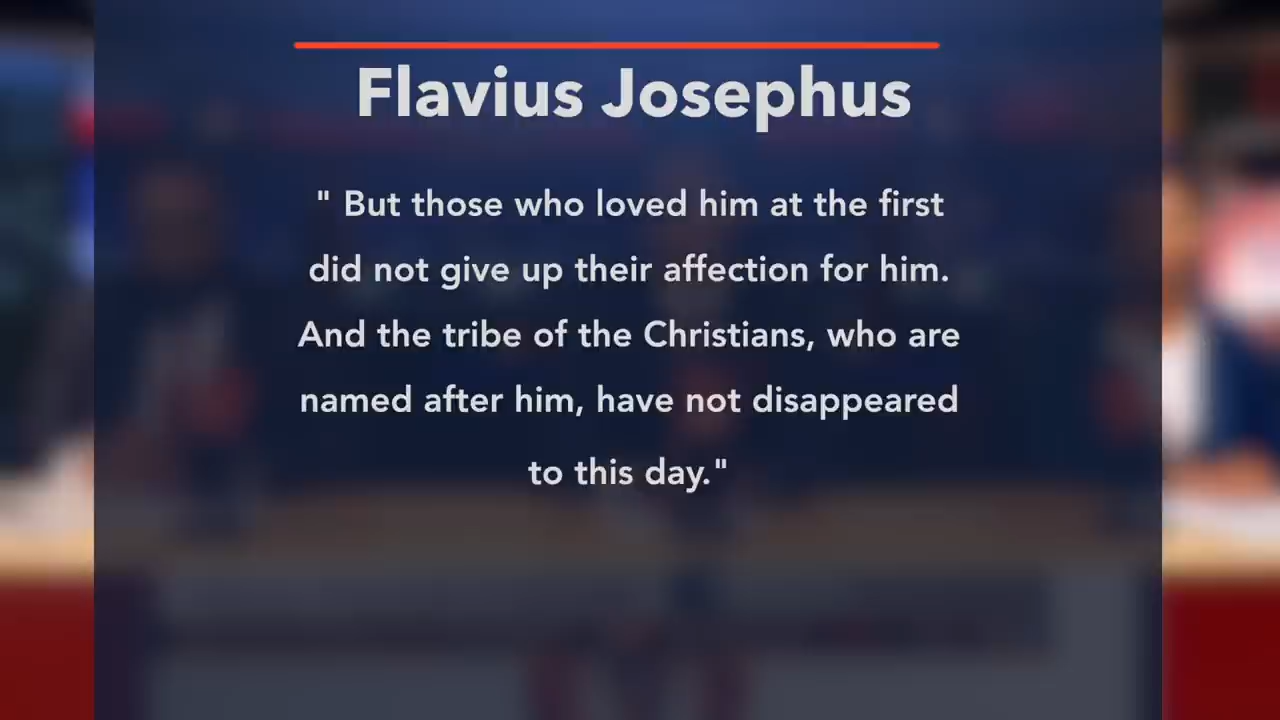 Flavius Josephus
" But those who loved him at the first
did not give up their affection for him.
And the tribe of the Christians, who are
named after him, have not disappeared
to this day."